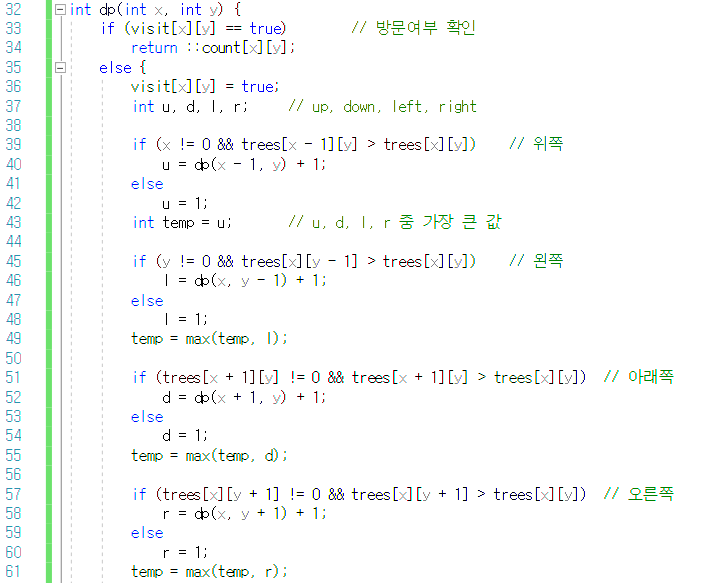 32 int dp(int x, int y) {
33 if (visit[x][y] == true) // 방문여부 확인
34 return ::count[x][y];
35 else {
36 visit[x][y] = true;
37 int u, d, l, r; // up, down, left, right
38
39 if (x != 0 && trees[x - 1][y] > trees[x][y]) // 위쪽
40 u = dp(x - 1, y) + 1;
41 else
42 u = 1;
43 int temp = u; // u, d, l, r 중 가장 큰 값
44
45 if (y != 0 && trees[x][y - 1] > trees[x][y]) // 왼쪽
46 l = dp(x, y - 1) + 1;
47 else
48 l = 1;
49 temp = max(temp, l);
50
51 if (trees[x + 1][y] != 0 && trees[x + 1][y] > trees[x][y]) // 아래쪽
52 d = dp(x + 1, y) + 1;
53 else
54 d = 1;
55 temp = max(temp, d);
56
57 if (trees[x][y + 1] != 0 && trees[x][y + 1] > trees[x][y]) // 오른쪽
58 r = dp(x, y + 1) + 1;
59 else
60 r = 1;
61 temp = max(temp, r);